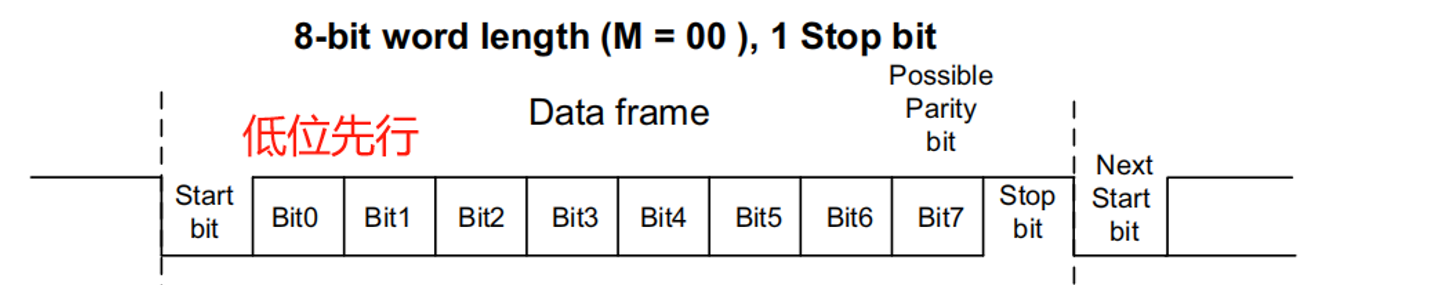 8-bit word length (M = 00 ), 1 Stop bit
Possible
Parity
bit
Data frame
低位先行
Start
bit
Bit0
Bit1
Bit2
Bit3
Bit4
Bit5
Bit6
Bit7
Stop
bit
Next
Start
bit